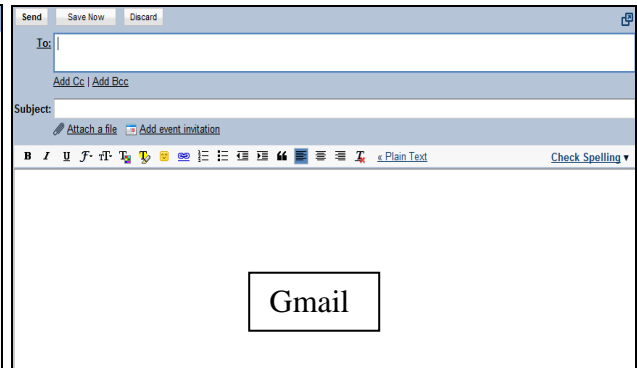 Send Save Now Discard
To:
Add Cc | Add Bcc
Subject:
Attach a file Add event invitation
B I U « Plain Text Check Spelling ▼
Gmail